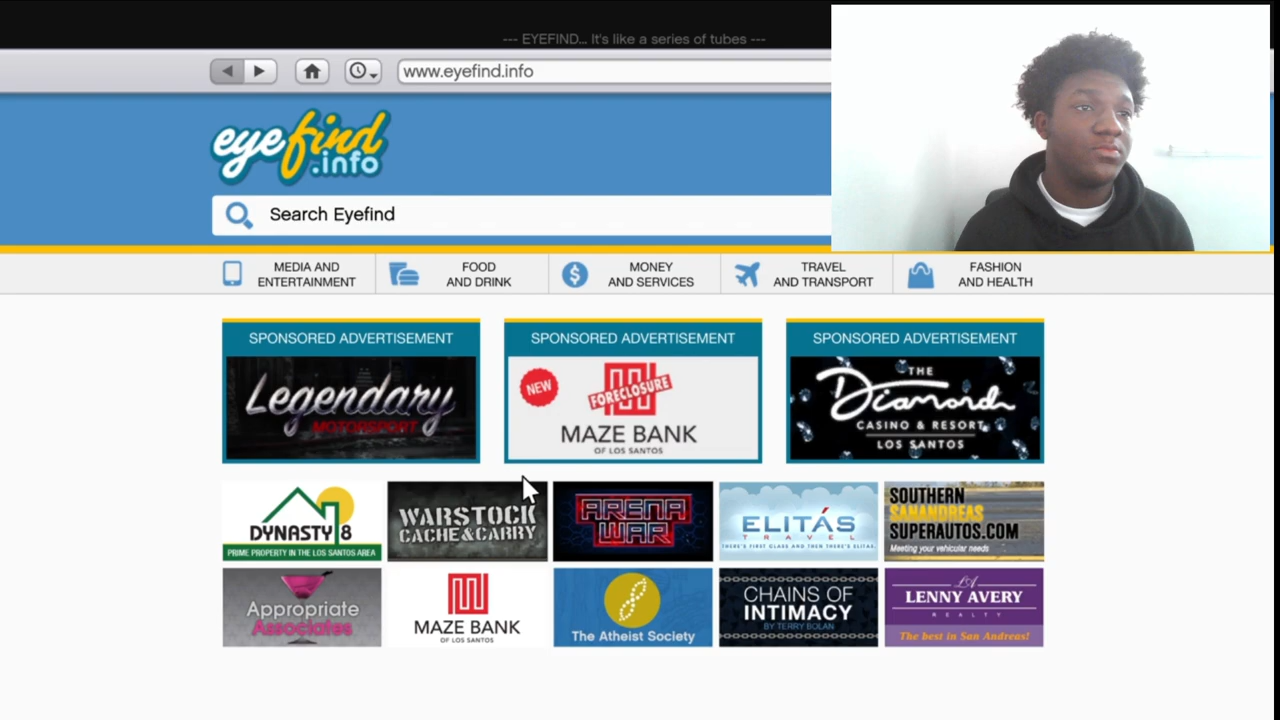 --- EYEFIND... It's like a series of tubes ---
www.eyefind.info
eyefind
.info
Search Eyefind
MEDIA AND
ENTERTAINMENT
FOOD
AND DRINK
MONEY
AND SERVICES
TRAVEL
AND TRANSPORT
FASHION
AND HEALTH
SPONSORED ADVERTISEMENT
Legendary
MOTORSPORT
SPONSORED ADVERTISEMENT
NEW
FORECLOSURE
MAZE BANK
OF LOS SANTOS
SPONSORED ADVERTISEMENT
THE
Diamond
CASINO & RESORT
LOS SANTOS
DYNASTY 8
PRIME PROPERTY IN THE LOS SANTOS AREA
WARSTOCK
CACHE & CARRY
ARENA
WAR
ELITÁS
TRAVEL
THERE'S FIRST CLASS AND THEN THERE'S ELITAS.
SOUTHERN
SANANDREAS
SUPERAUTOS.COM
Meeting your vehicular needs
Appropriate
Associates
MAZE BANK
OF LOS SANTOS
The Atheist Society
CHAINS OF
INTIMACY
BY TERRY BOLAN
LA
LENNY AVERY
REALTY
The best in San Andreas!